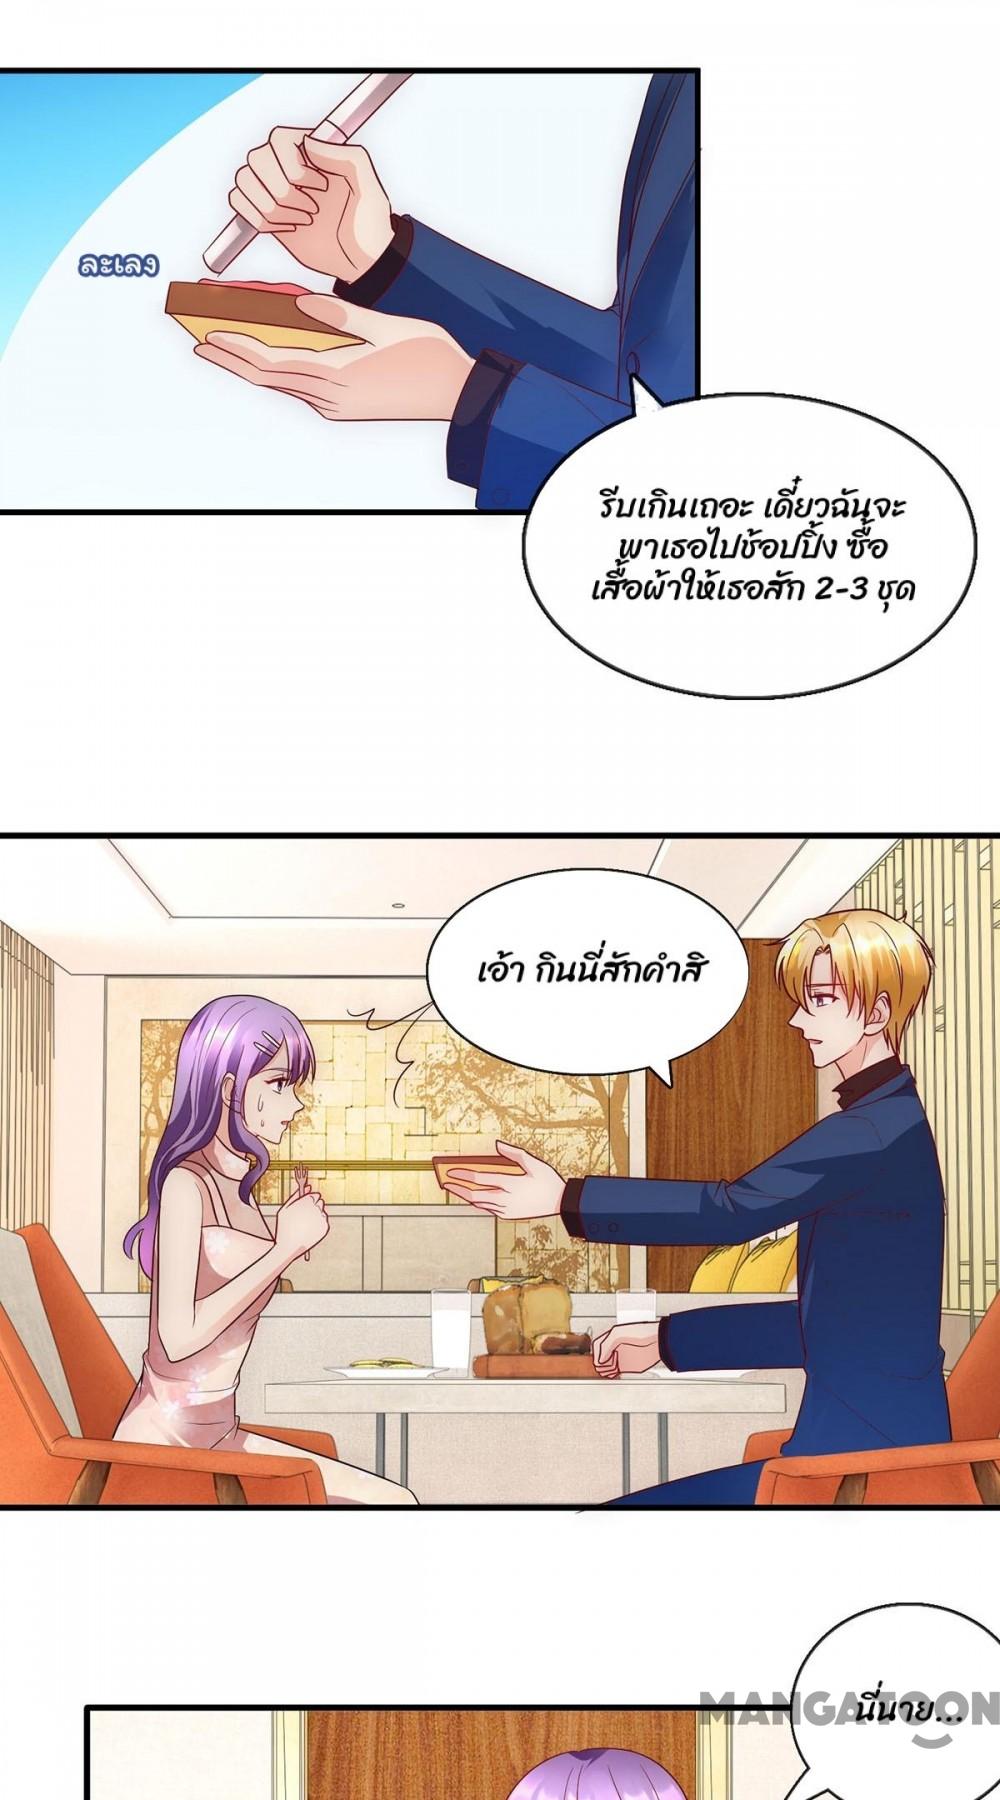 ละเลง
รีบเกินเถอะ เดี๋ยวฉันจะ
พาเธอไปช้อปปิ้ง ซื้อ
เสื้อผ้าให้เธอสัก 2-3 ชุด
เอ้า กินนี่สักคำสิ
นี่นาย...
MANGATOON